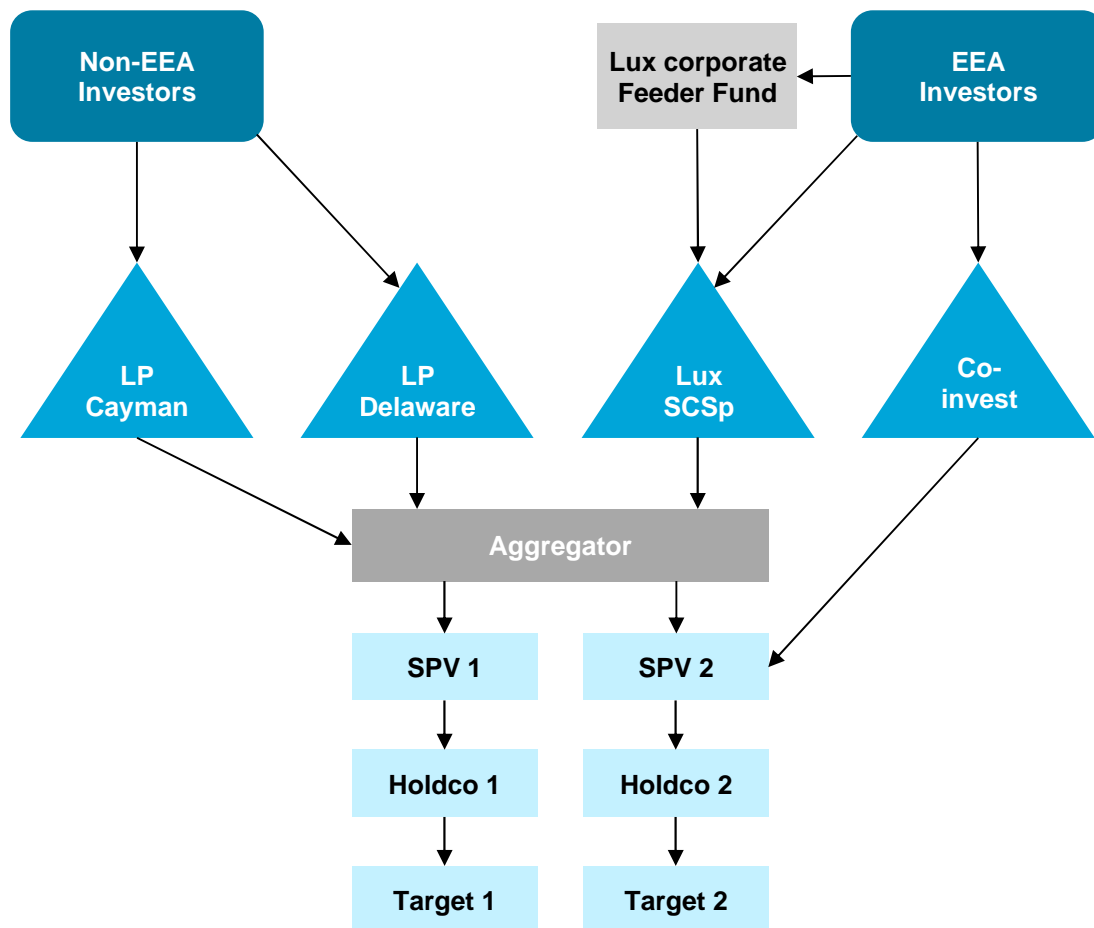 Non-EEA
Investors
Lux corporate
Feeder Fund
EEA
Investors
LP
Cayman
LP
Delaware
Lux
SCSp
Co-
invest
Aggregator
SPV 1
SPV 2
Holdco 1
Holdco 2
Target 1
Target 2